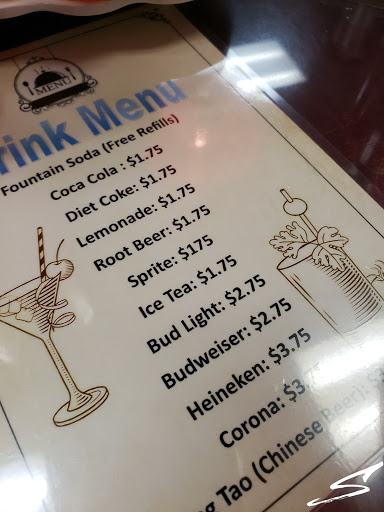 MENU
rink Menu
Fountain Soda (Free Refills)
Coca Cola : $1.75
Diet Coke: $1.75
Lemonade: $1.75
Root Beer: $1.75
Sprite: $175
Ice Tea: $1.75
Bud Light: $2.75
Budweiser: $2.75
Heineken: $3.75
Corona: $3.
Tao (Chinese Beer): $